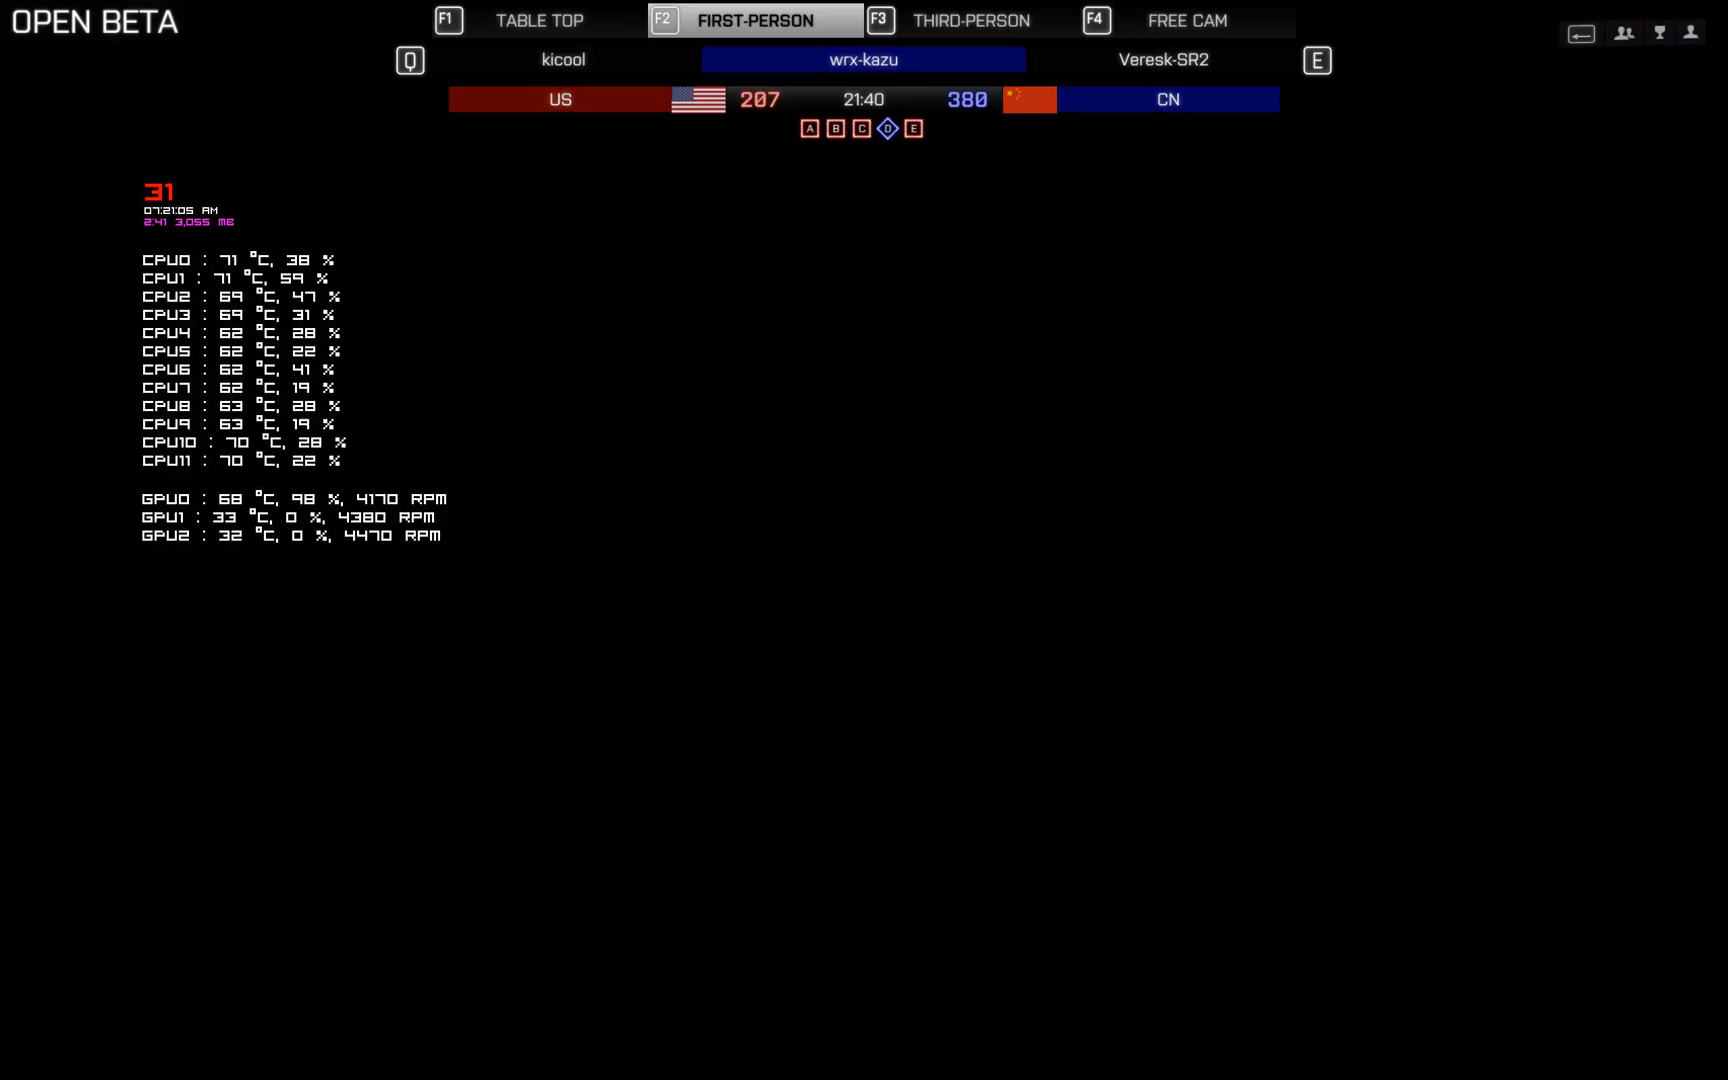 OPEN BETA
F1 TABLE TOP F2 FIRST-PERSON F3 THIRD-PERSON F4 FREE CAM
Q kicool wrx-kazu Veresk-SR2 E
US 207 21:40 380 CN
A B C D E
31
07:21:05 AM
2:41 3,055 MB
CPU0 : 71 °C, 38 %
CPU1 : 71 °C, 59 %
CPU2 : 69 °C, 47 %
CPU3 : 69 °C, 31 %
CPU4 : 62 °C, 28 %
CPU5 : 62 °C, 22 %
CPU6 : 62 °C, 41 %
CPU7 : 62 °C, 19 %
CPU8 : 63 °C, 28 %
CPU9 : 63 °C, 19 %
CPU10 : 70 °C, 28 %
CPU11 : 70 °C, 22 %
GPU0 : 68 °C, 98 %, 4170 RPM
GPU1 : 33 °C, 0 %, 4380 RPM
GPU2 : 32 °C, 0 %, 4470 RPM